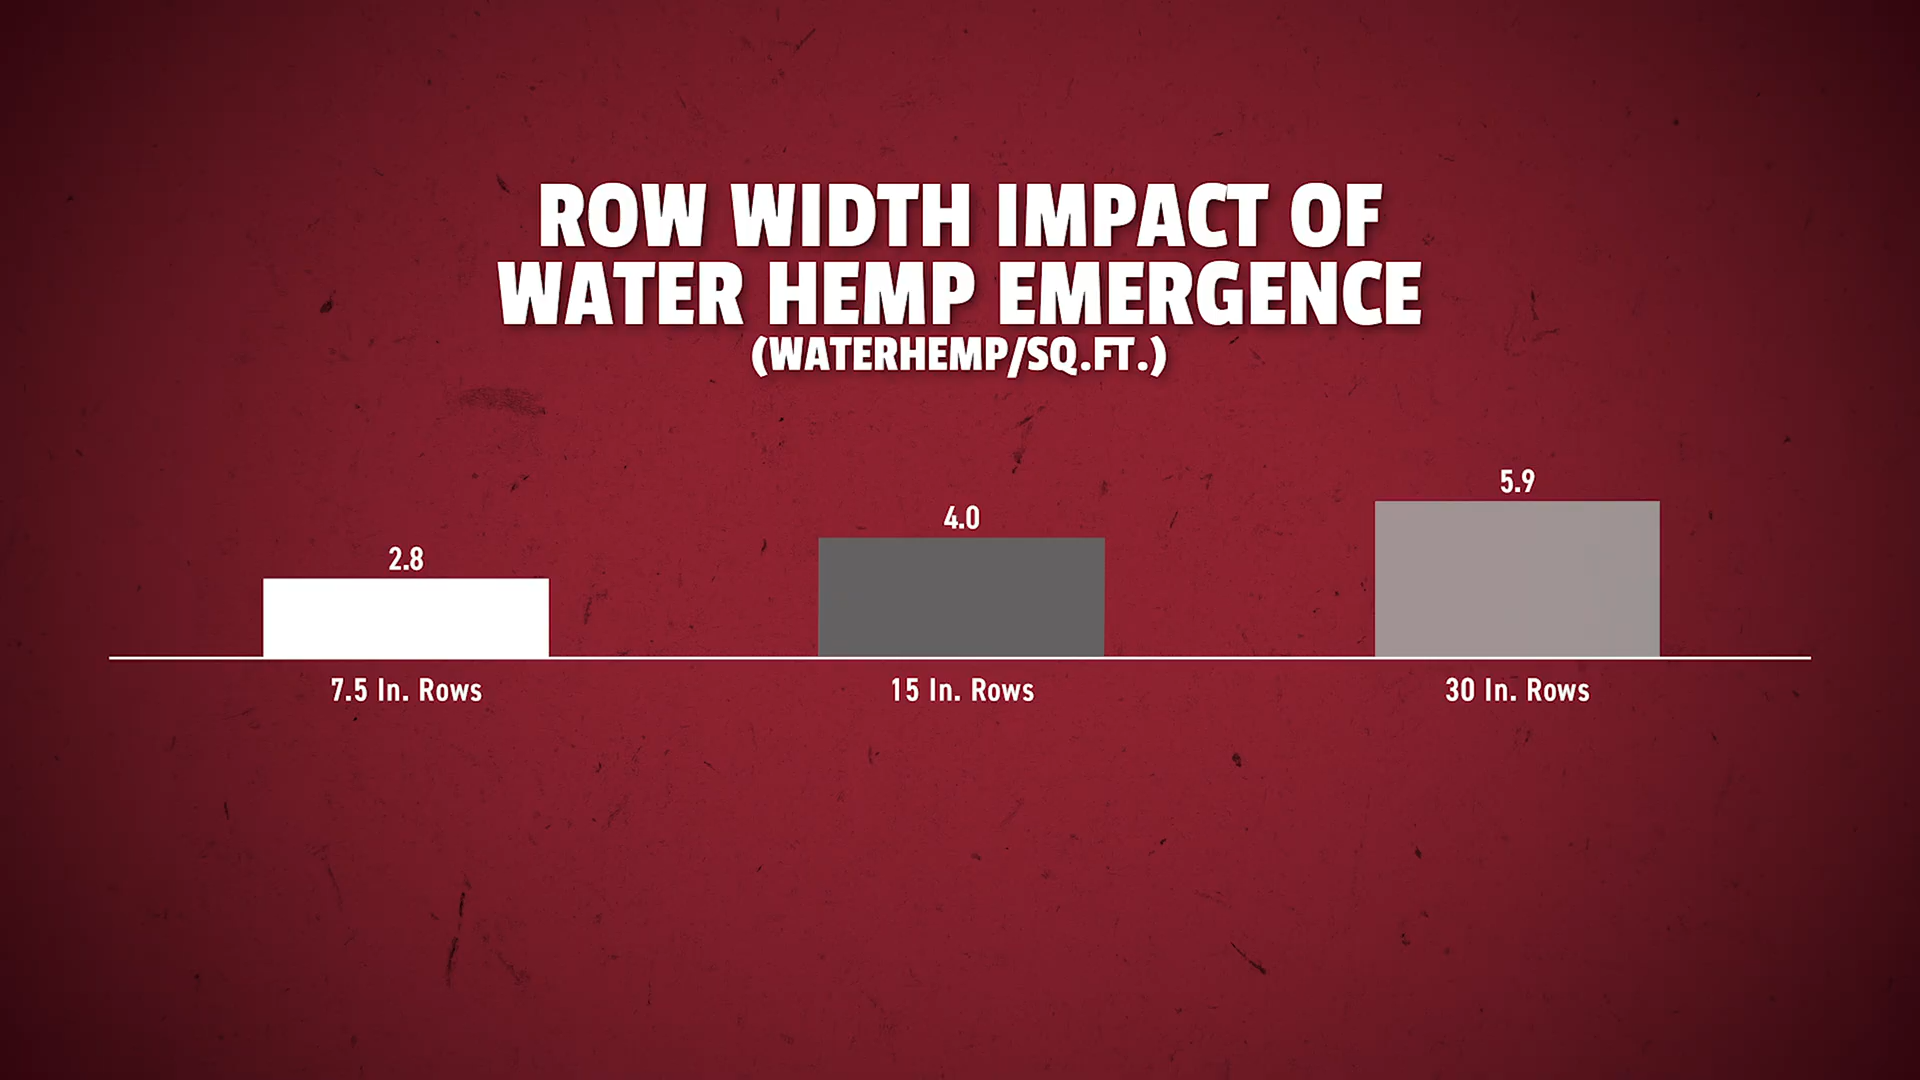 ROW WIDTH IMPACT OF
WATER HEMP EMERGENCE
(WATERHEMP/SQ.FT.)
2.8
4.0
5.9
7.5 In. Rows
15 In. Rows
30 In. Rows